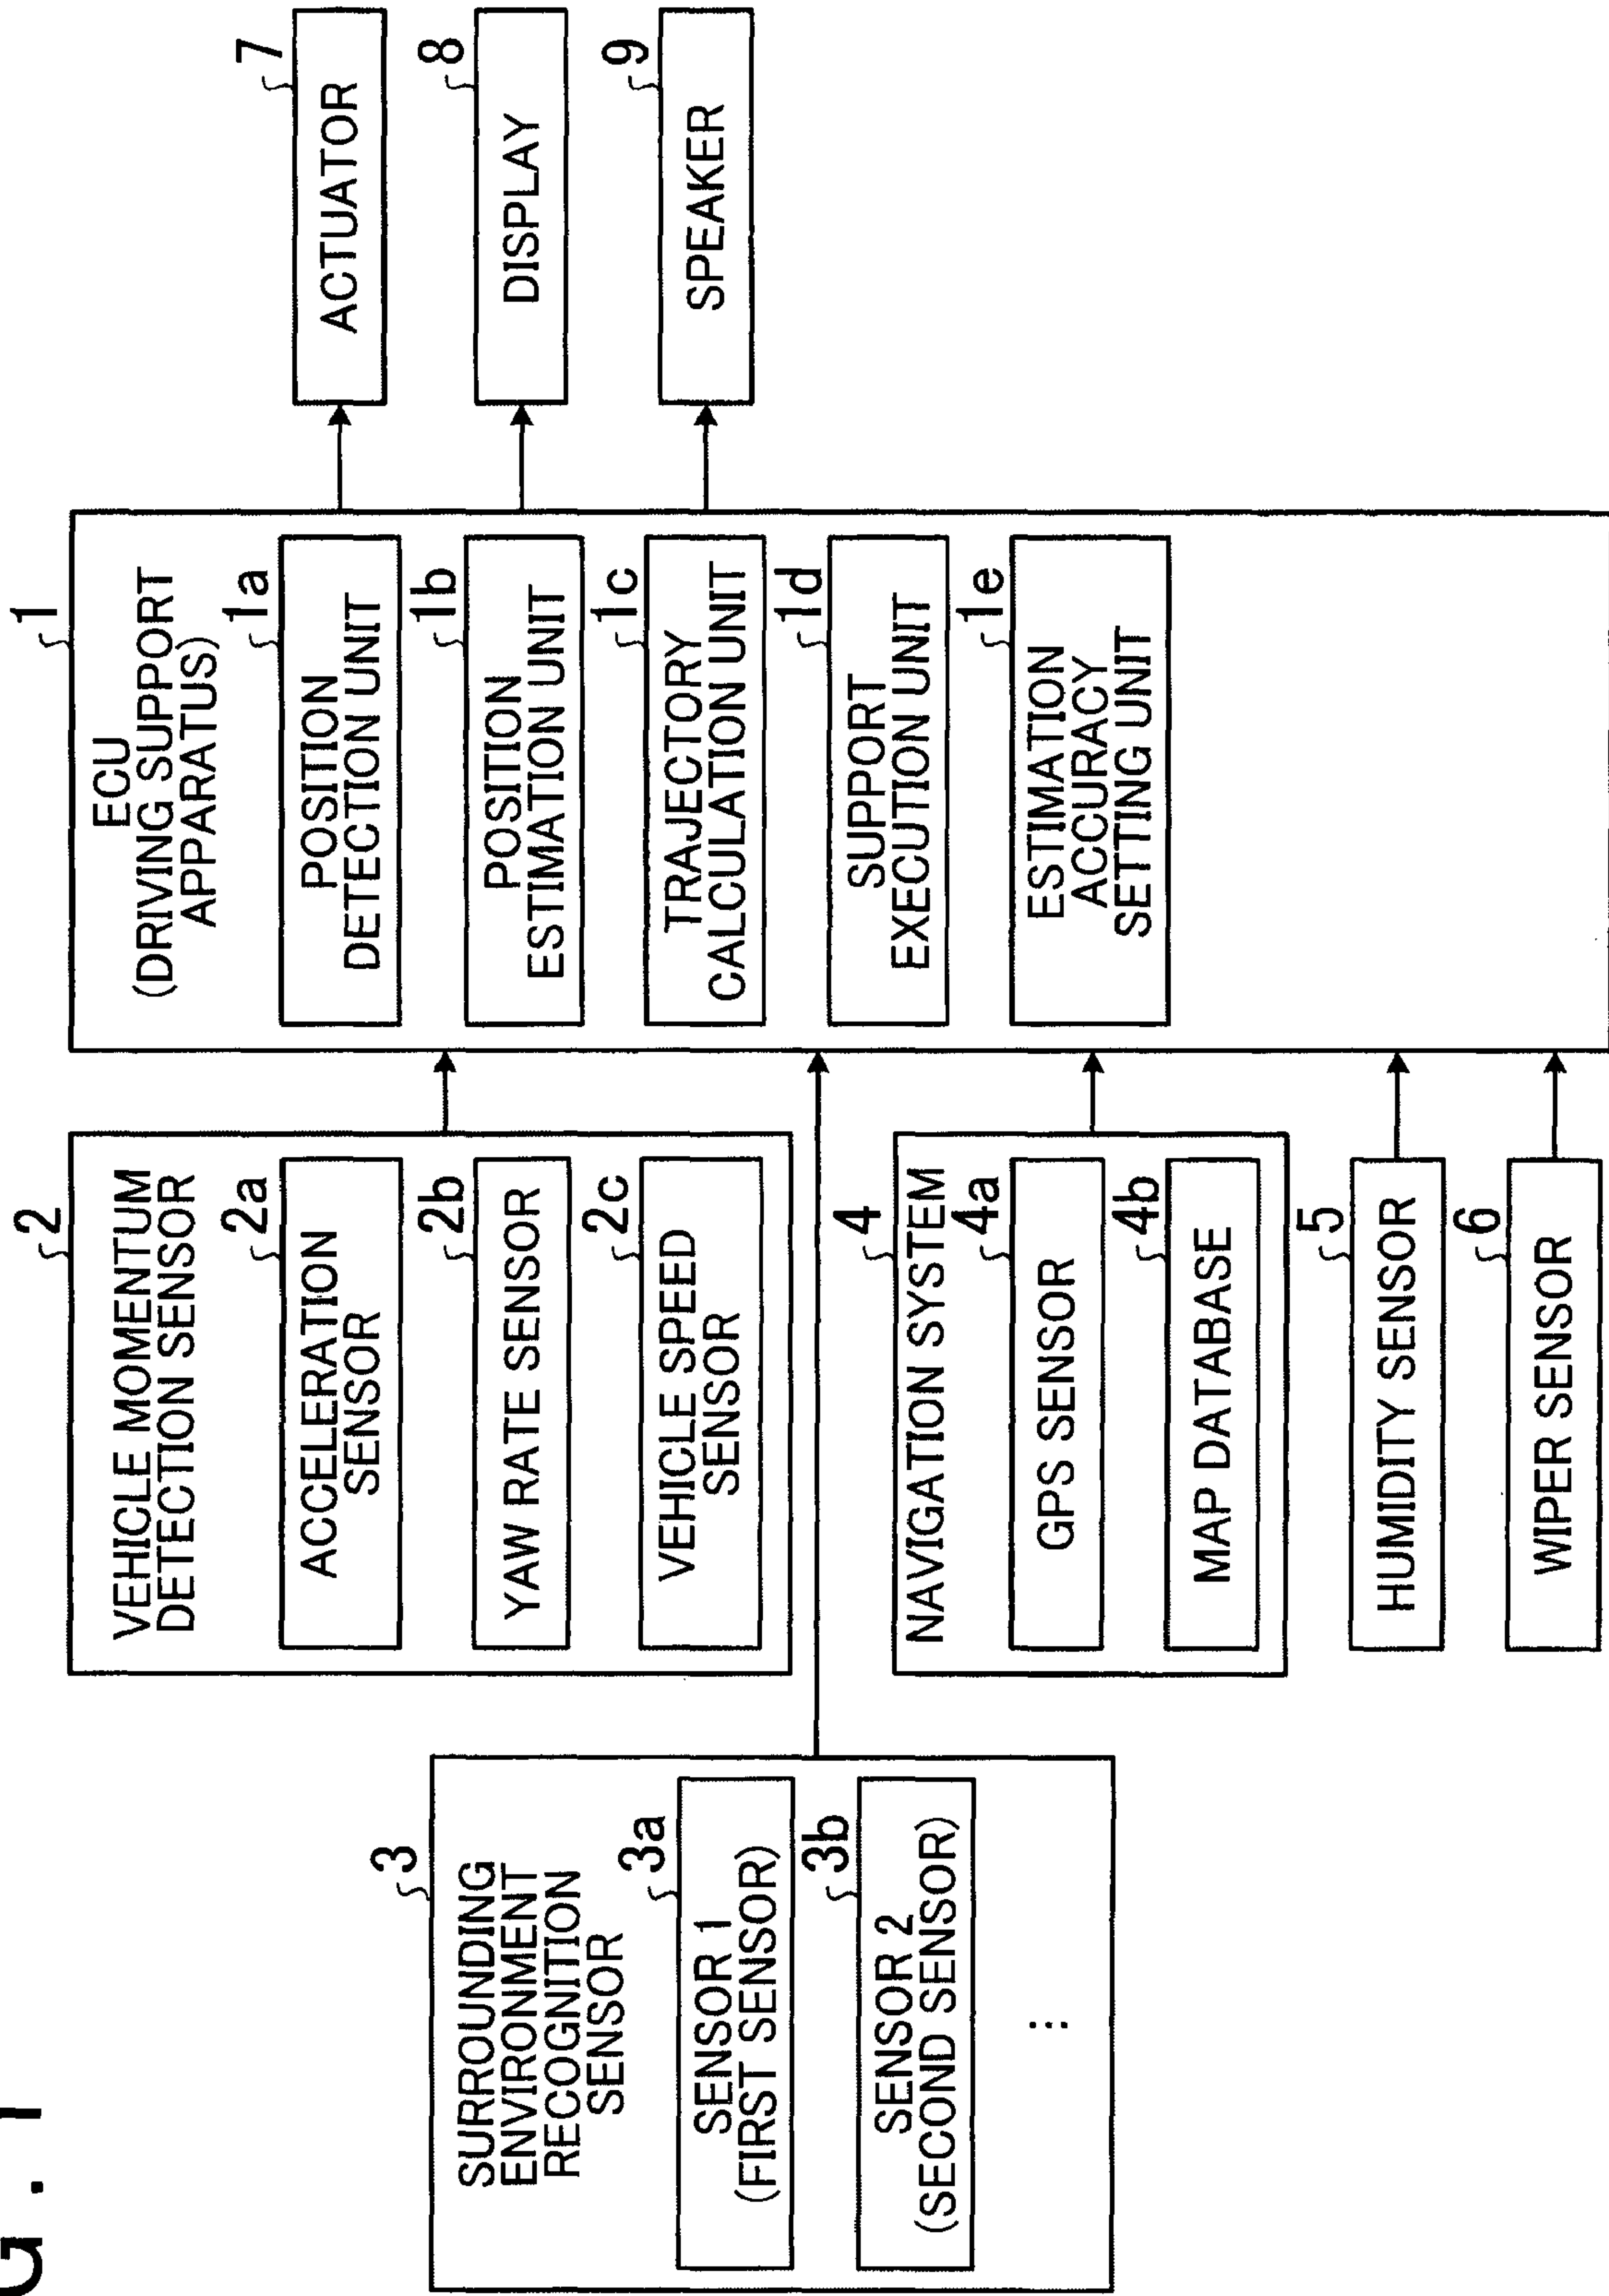 G. 1
3
SURROUNDING
ENVIRONMENT
RECOGNITION
SENSOR
3a
SENSOR 1
(FIRST SENSOR)
3b
SENSOR 2
(SECOND SENSOR)
⋮
2
VEHICLE MOMENTUM
DETECTION SENSOR
2a
ACCELERATION
SENSOR
2b
YAW RATE SENSOR
2c
VEHICLE SPEED
SENSOR
4
NAVIGATION SYSTEM
4a
GPS SENSOR
4b
MAP DATABASE
5
HUMIDITY SENSOR
6
WIPER SENSOR
1
ECU
(DRIVING SUPPORT
APPARATUS)
1a
POSITION
DETECTION UNIT
1b
POSITION
ESTIMATION UNIT
1c
TRAJECTORY
CALCULATION UNIT
1d
SUPPORT
EXECUTION UNIT
1e
ESTIMATION
ACCURACY
SETTING UNIT
7
ACTUATOR
8
DISPLAY
9
SPEAKER